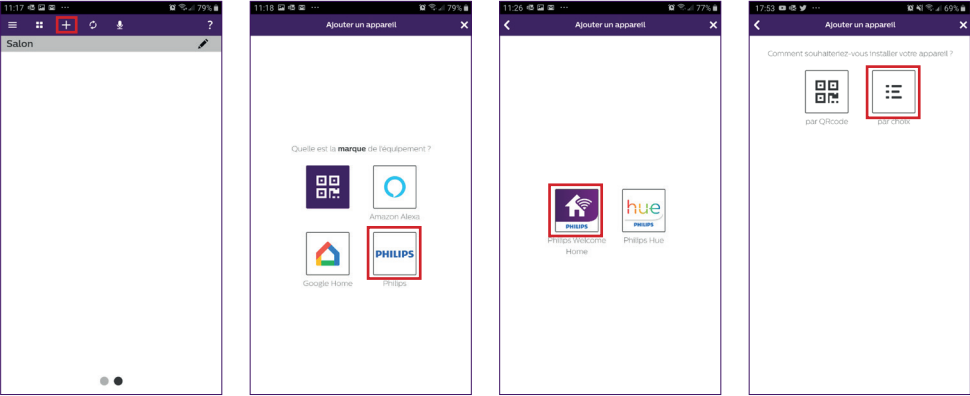 11:17 79%
?
Salon
11:18 79%
Ajouter un appareil
Quelle est la marque de l'équipement ?
Amazon Alexa
PHILIPS
Google Home
Philips
11:26 77%
Ajouter un appareil
PHILIPS
hue
PHILIPS
Philips Welcome
Home
Philips Hue
17:53 69%
Ajouter un appareil
Comment souhaiteriez-vous installer votre appareil ?
par QRcode
par choix